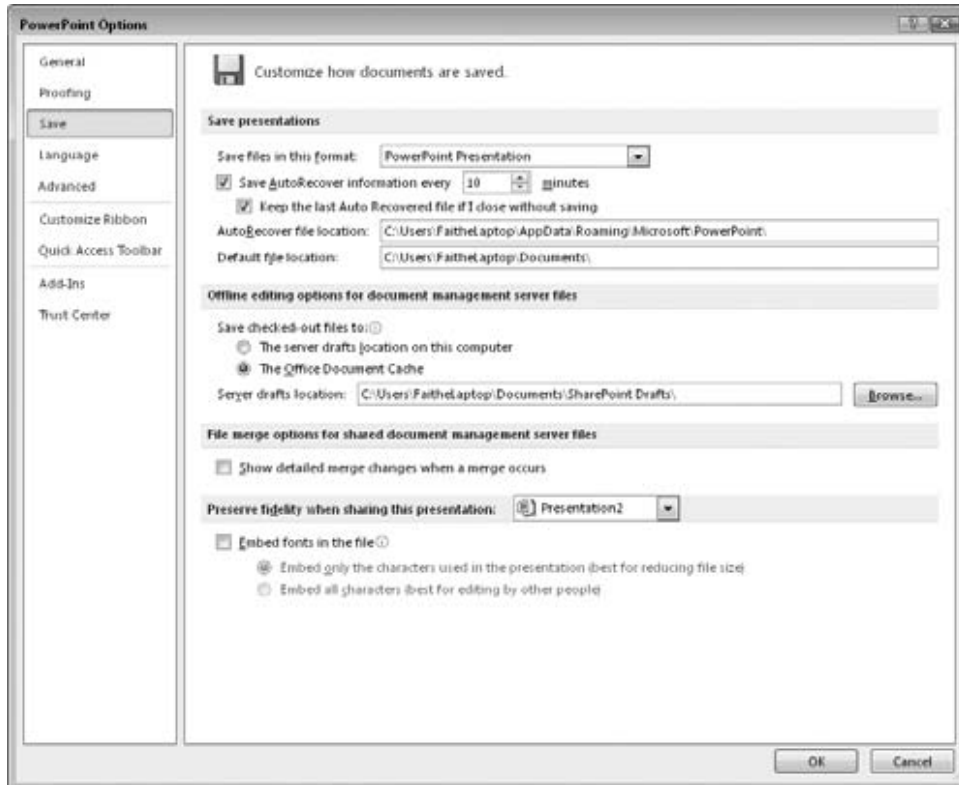 PowerPoint Options
General
Proofing
Save
Language
Advanced
Customize Ribbon
Quick Access Toolbar
Add-Ins
Trust Center
Customize how documents are saved.
Save presentations
Save files in this format: PowerPoint Presentation
Save AutoRecover information every 10 minutes
Keep the last Auto Recovered file if I close without saving
AutoRecover file location: C:\Users\FaitheLaptop\AppData\Roaming\Microsoft\PowerPoint\
Default file location: C:\Users\FaitheLaptop\Documents\
Offline editing options for document management server files
Save checked-out files to:
The server drafts location on this computer
The Office Document Cache
Server drafts location: C:\Users\FaitheLaptop\Documents\SharePoint Drafts\ Browse...
File merge options for shared document management server files
Show detailed merge changes when a merge occurs
Preserve fidelity when sharing this presentation: Presentation2
Embed fonts in the file
Embed only the characters used in the presentation (best for reducing file size)
Embed all characters (best for editing by other people)
OK Cancel